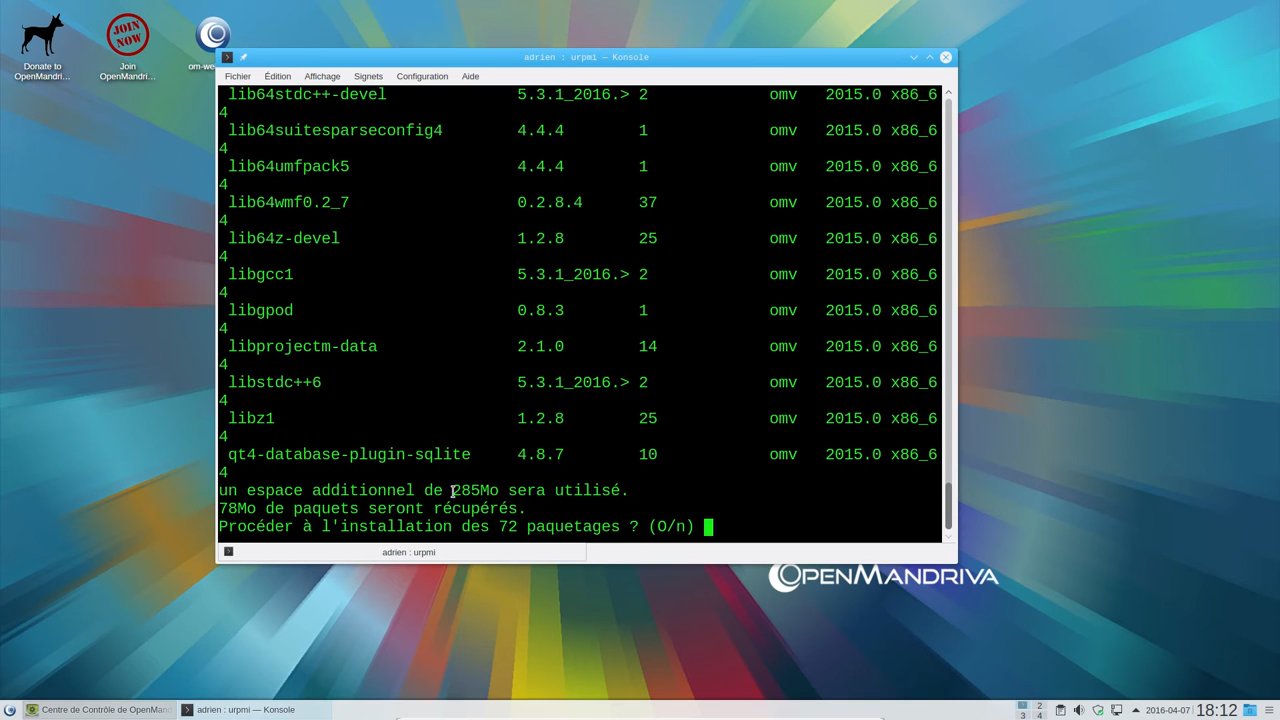 Donate to
OpenMandri…
Join
OpenMandri…
JOIN
NOW
om-we
adrien : urpmi — Konsole
Fichier Édition Affichage Signets Configuration Aide
lib64stdc++-devel 5.3.1_2016.> 2 omv 2015.0 x86_6
4
lib64suitesparseconfig4 4.4.4 1 omv 2015.0 x86_6
4
lib64umfpack5 4.4.4 1 omv 2015.0 x86_6
4
lib64wmf0.2_7 0.2.8.4 37 omv 2015.0 x86_6
4
lib64z-devel 1.2.8 25 omv 2015.0 x86_6
4
libgcc1 5.3.1_2016.> 2 omv 2015.0 x86_6
4
libgpod 0.8.3 1 omv 2015.0 x86_6
4
libprojectm-data 2.1.0 14 omv 2015.0 x86_6
4
libstdc++6 5.3.1_2016.> 2 omv 2015.0 x86_6
4
libz1 1.2.8 25 omv 2015.0 x86_6
4
qt4-database-plugin-sqlite 4.8.7 10 omv 2015.0 x86_6
4
un espace additionnel de 285Mo sera utilisé.
78Mo de paquets seront récupérés.
Procéder à l'installation des 72 paquetages ? (O/n)
adrien : urpmi
OPENMANDRIVA
Centre de Contrôle de OpenMand
adrien : urpmi — Konsole
2
3 4
2016-04-07 18:12